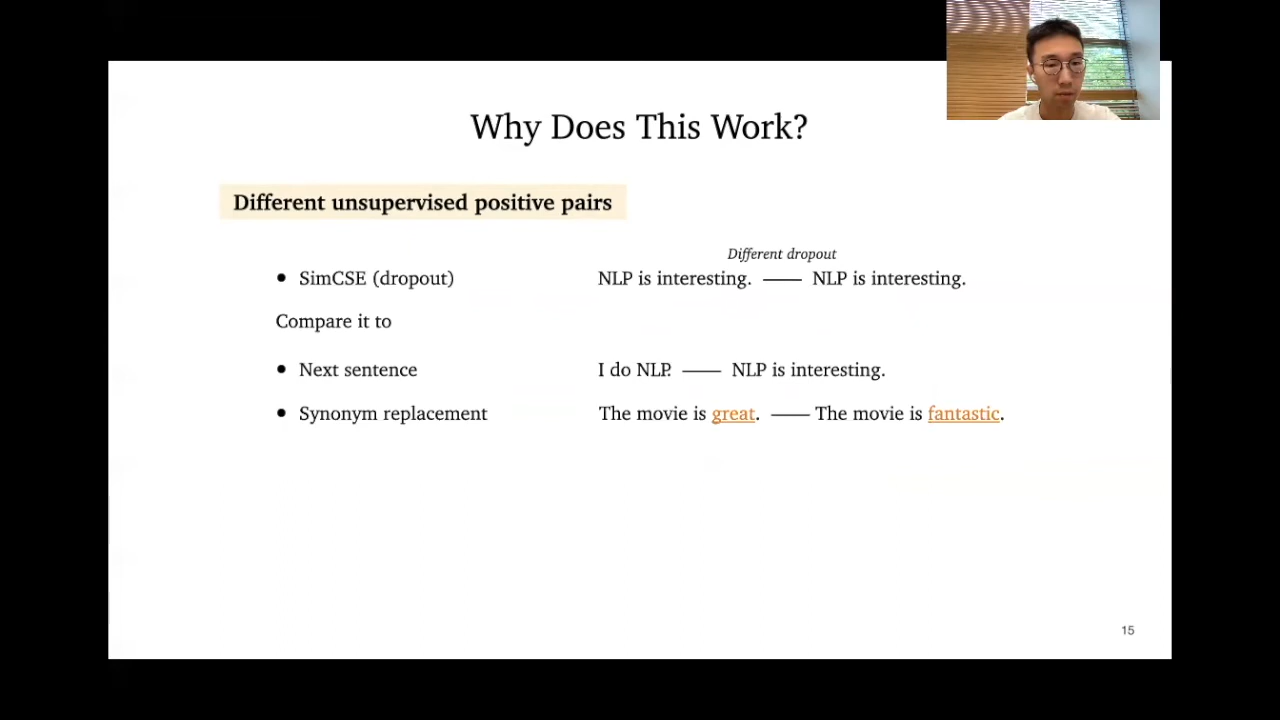 Why Does This Work?
Different unsupervised positive pairs
Different dropout
• SimCSE (dropout) NLP is interesting. —— NLP is interesting.
Compare it to
• Next sentence I do NLP. —— NLP is interesting.
• Synonym replacement The movie is great. —— The movie is fantastic.
15